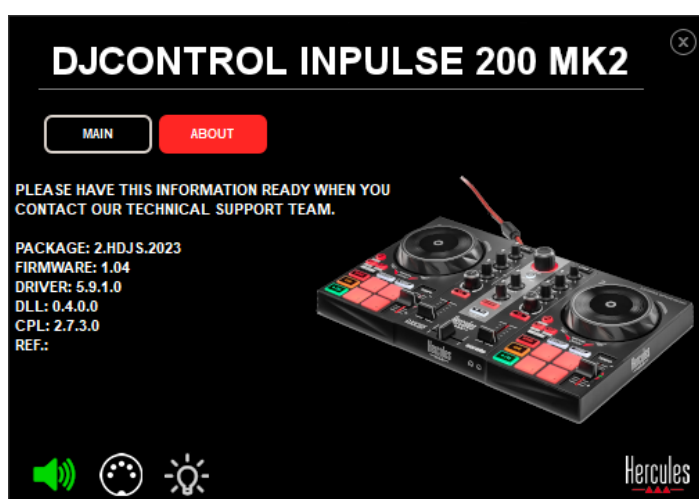 DJCONTROL INPULSE 200 MK2
MAIN
ABOUT
PLEASE HAVE THIS INFORMATION READY WHEN YOU
CONTACT OUR TECHNICAL SUPPORT TEAM.
PACKAGE: 2.HDJS.2023
FIRMWARE: 1.04
DRIVER: 5.9.1.0
DLL: 0.4.0.0
CPL: 2.7.3.0
REF.:
Hercules
Hercules
Hercules